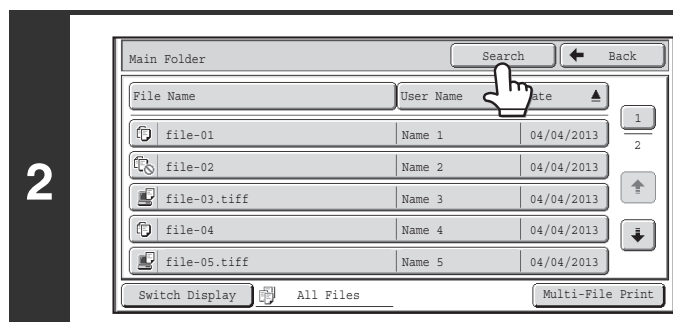 2
Main Folder Search Back
File Name User Name ate
file-01 Name 1 04/04/2013
1
2
file-02 Name 2 04/04/2013
file-03.tiff Name 3 04/04/2013
file-04 Name 4 04/04/2013
file-05.tiff Name 5 04/04/2013
Switch Display All Files Multi-File Print